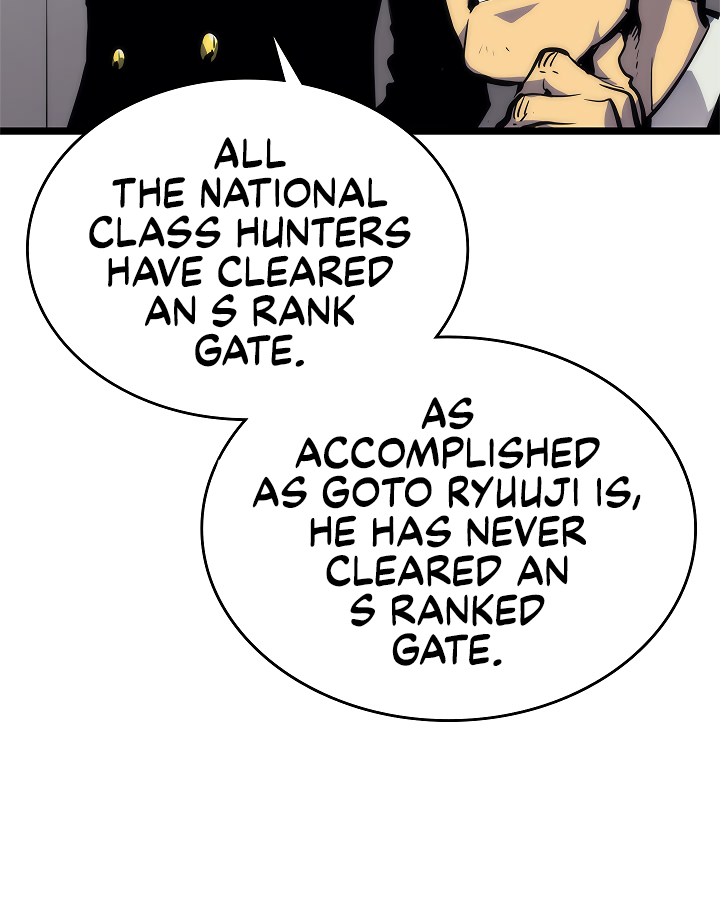 ALL
THE NATIONAL
CLASS HUNTERS
HAVE CLEARED
AN S RANK
GATE.
AS
ACCOMPLISHED
AS GOTO RYUUJI IS,
HE HAS NEVER
CLEARED AN
S RANKED
GATE.